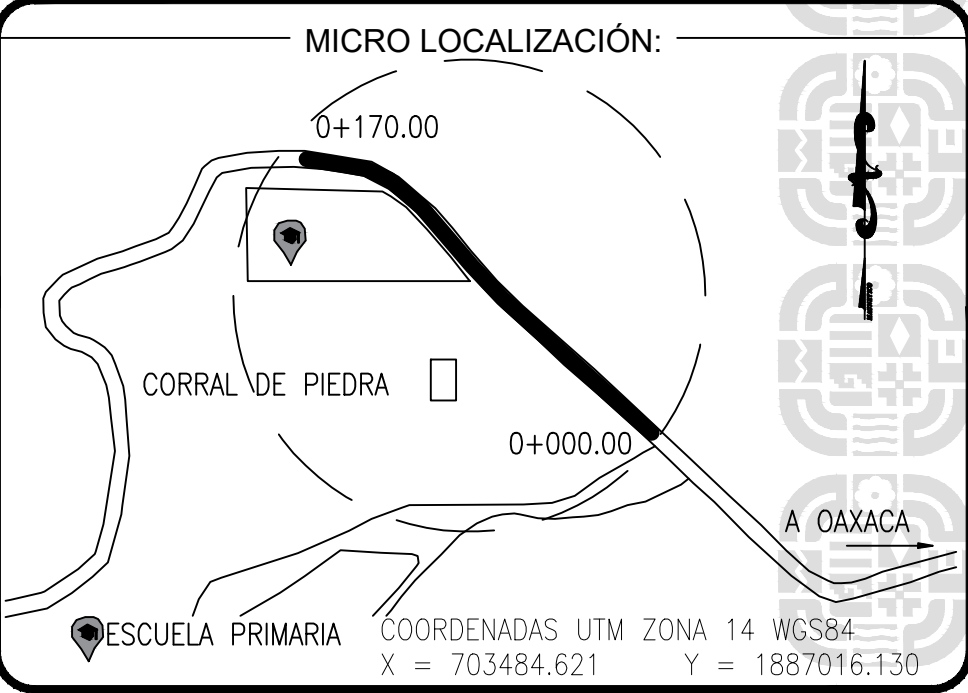 MICRO LOCALIZACIÓN:
0+170.00
CORRAL DE PIEDRA
0+000.00
A OAXACA
ESCUELA PRIMARIA
COORDENADAS UTM ZONA 14 WGS84
X = 703484.621 Y = 1887016.130